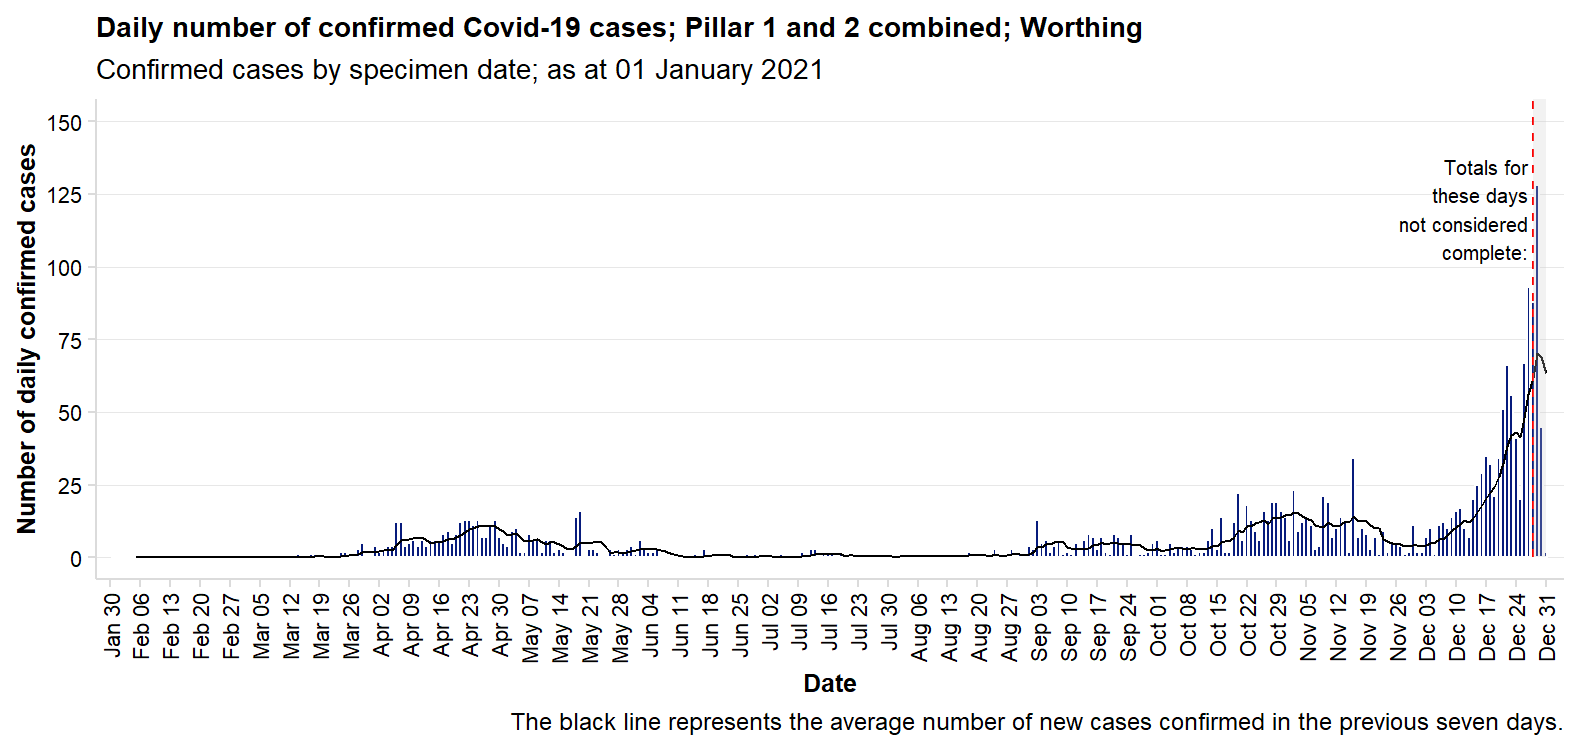 Daily number of confirmed Covid-19 cases; Pillar 1 and 2 combined; Worthing
Confirmed cases by specimen date; as at 01 January 2021
Number of daily confirmed cases
150
125
100
75
50
25
0
Totals for
these days
not considered
complete:
Jan 30
Feb 06
Feb 13
Feb 20
Feb 27
Mar 05
Mar 12
Mar 19
Mar 26
Apr 02
Apr 09
Apr 16
Apr 23
Apr 30
May 07
May 14
May 21
May 28
Jun 04
Jun 11
Jun 18
Jun 25
Jul 02
Jul 09
Jul 16
Jul 23
Jul 30
Aug 06
Aug 13
Aug 20
Aug 27
Sep 03
Sep 10
Sep 17
Sep 24
Oct 01
Oct 08
Oct 15
Oct 22
Oct 29
Nov 05
Nov 12
Nov 19
Nov 26
Dec 03
Dec 10
Dec 17
Dec 24
Dec 31
Date
The black line represents the average number of new cases confirmed in the previous seven days.